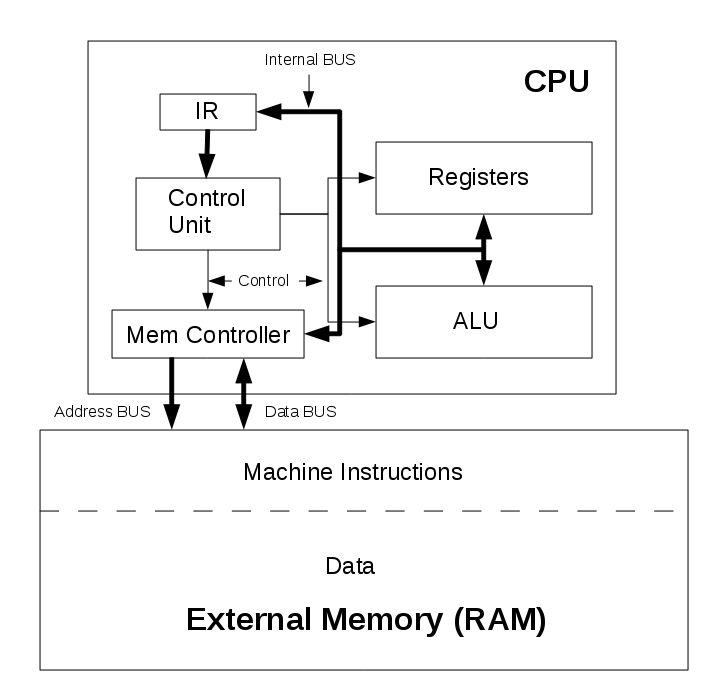 Internal BUS
CPU
IR
Registers
Control
Unit
Control
Mem Controller
ALU
Address BUS
Data BUS
Machine Instructions
Data
External Memory (RAM)